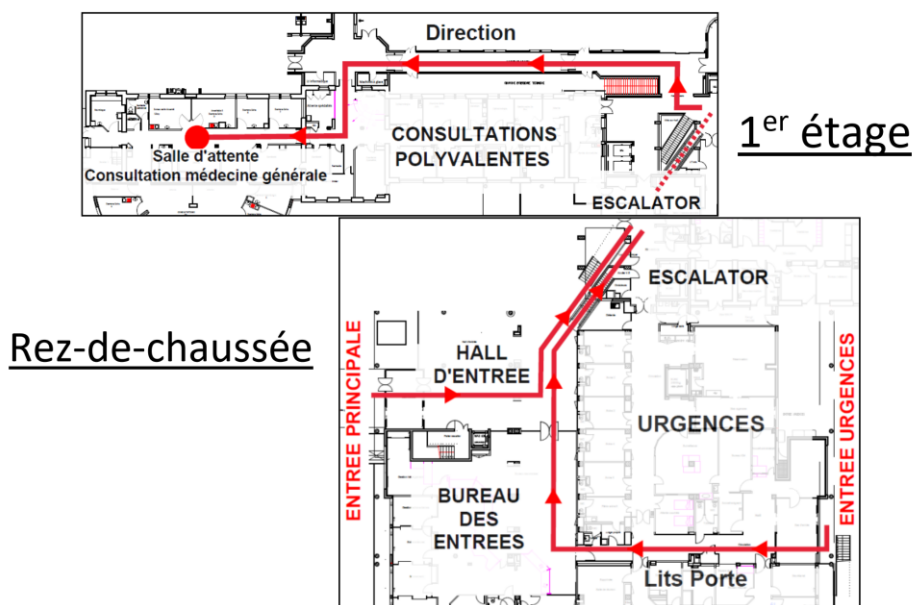 Direction
CONSULTATIONS
POLYVALENTES
Salle d'attente
Consultation médecine générale
ESCALATOR
1er étage
ESCALATOR
Rez-de-chaussée
ENTREE PRINCIPALE
HALL
D'ENTREE
URGENCES
ENTREE URGENCES
BUREAU
DES
ENTREES
Lits Porte